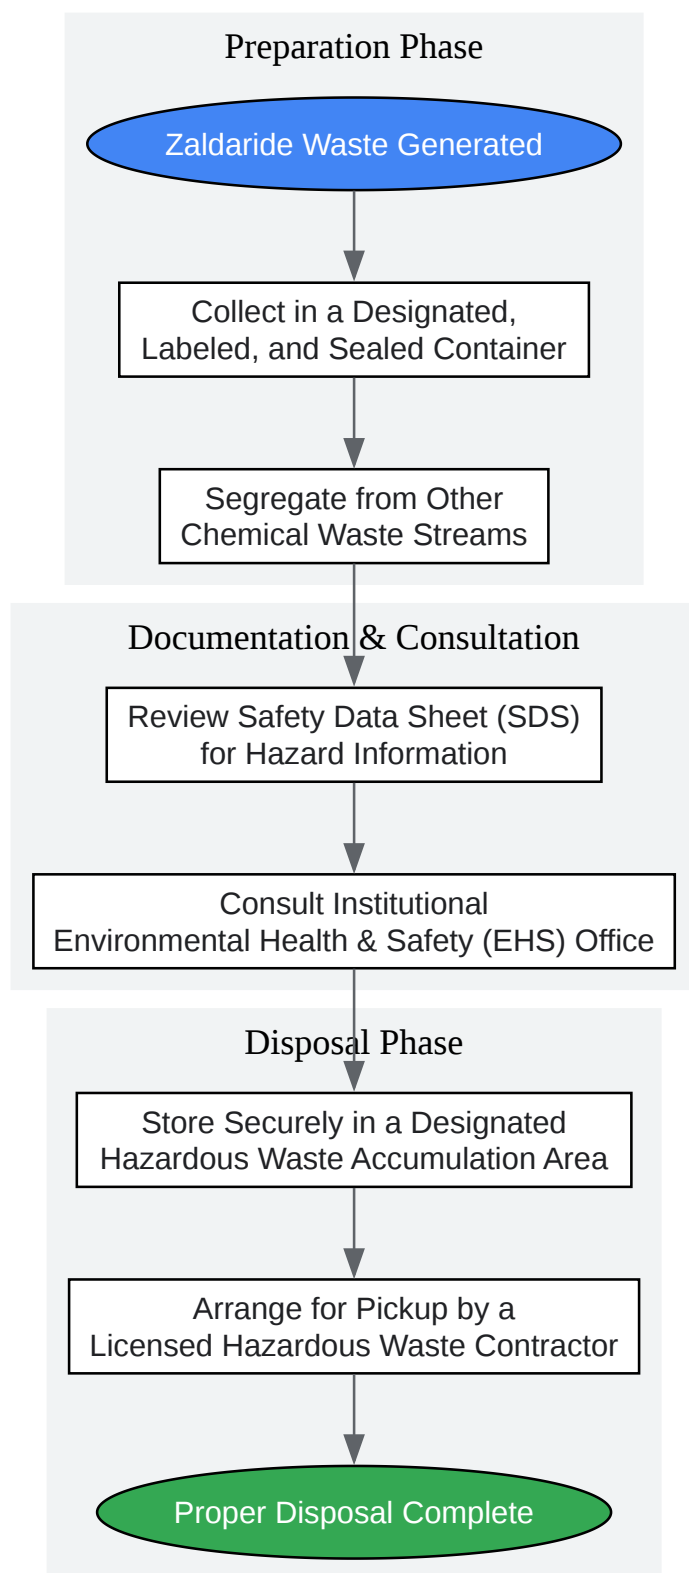 Preparation Phase
Zaldaride Waste Generated
Collect in a Designated,
Labeled, and Sealed Container
Segregate from Other
Chemical Waste Streams
Documentation & Consultation
Review Safety Data Sheet (SDS)
for Hazard Information
Consult Institutional
Environmental Health & Safety (EHS) Office
Disposal Phase
Store Securely in a Designated
Hazardous Waste Accumulation Area
Arrange for Pickup by a
Licensed Hazardous Waste Contractor
Proper Disposal Complete